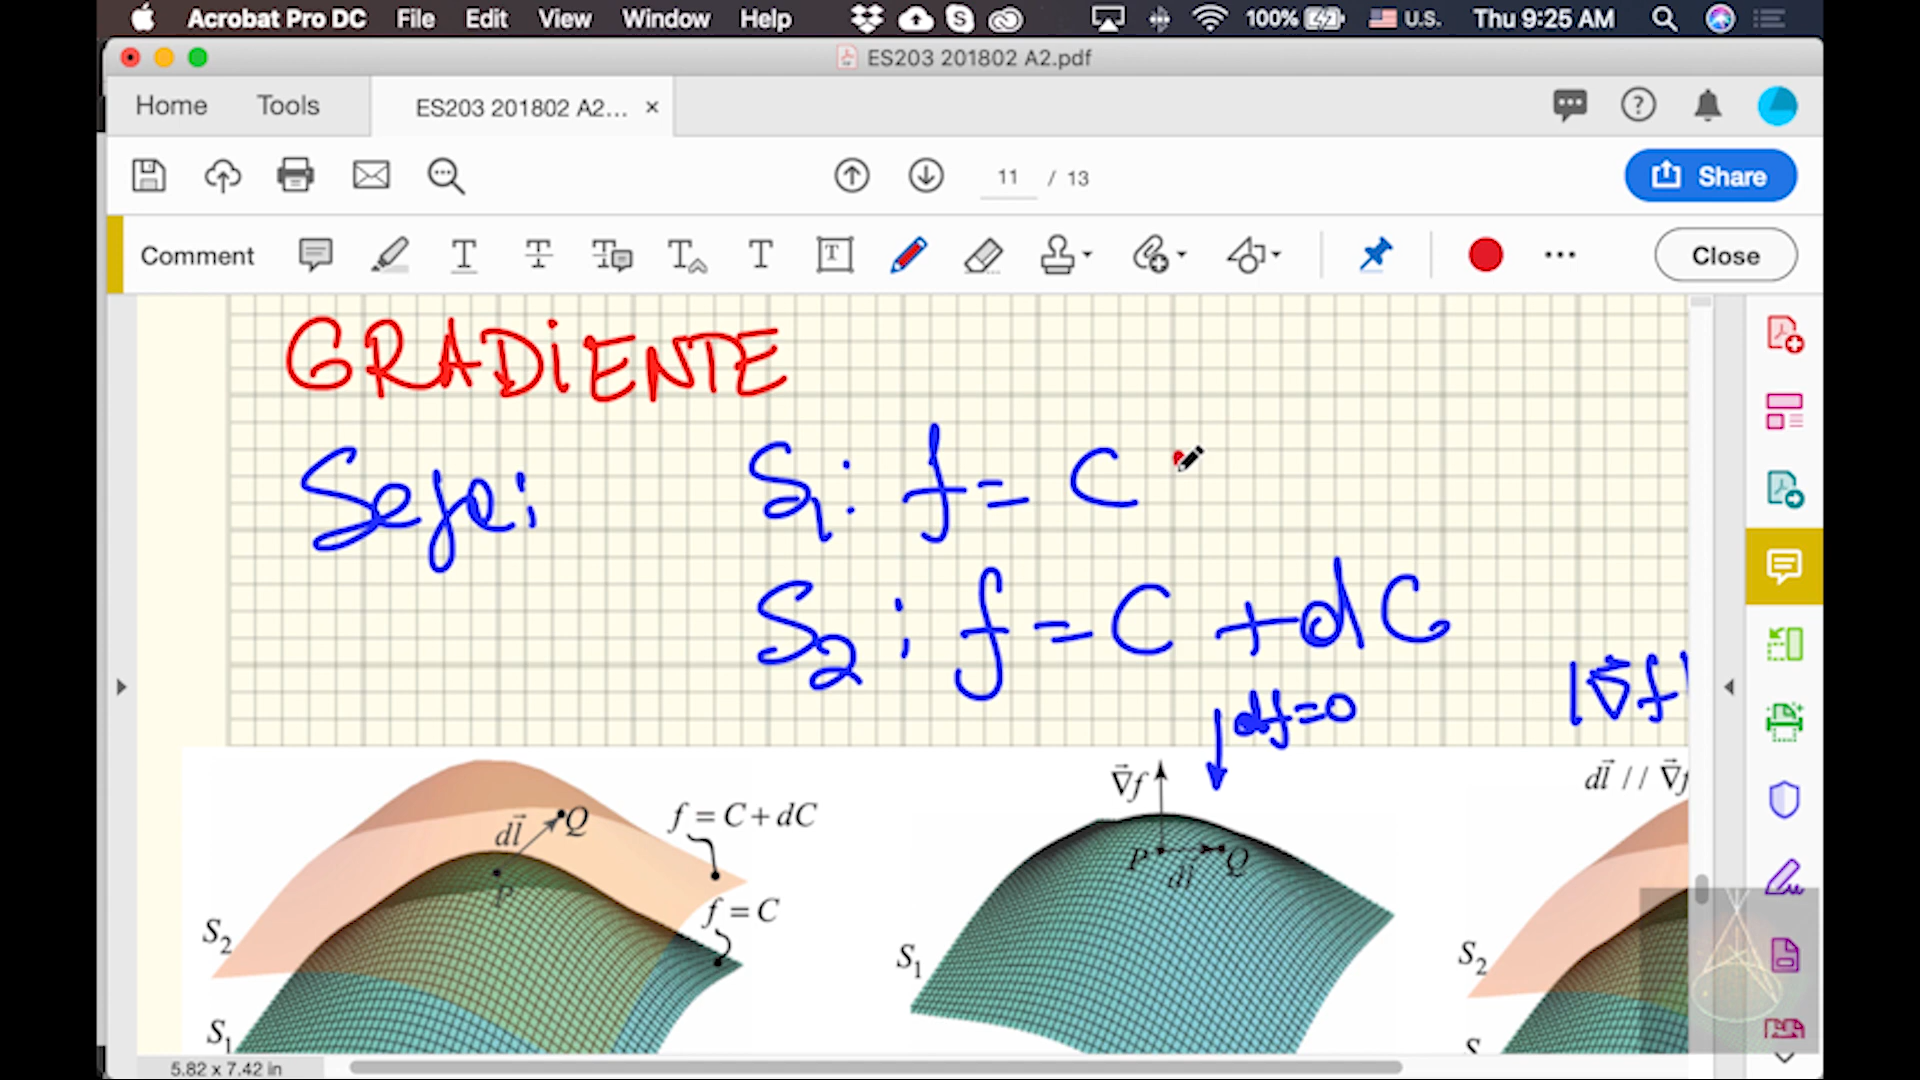 Acrobat Pro DC File Edit View Window Help 100% U.S. Thu 9:25 AM
ES203 201802 A2.pdf
Home Tools ES203 201802 A2... ×
11 / 13 Share
Comment Close
GRADIENTE
Seja: S1: f = C
S2: f = C + dC
df=0 |∇⃗f|
f = C + dC
dl⃗ Q
P
f = C
S2
S1
∇⃗f
P dl⃗ Q
S1
dl⃗ // ∇⃗f
S2
S
5.82 x 7.42 in